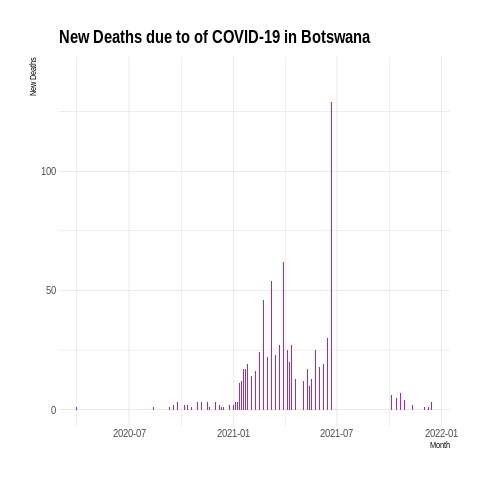 New Deaths due to of COVID-19 in Botswana
New Deaths
100
50
0
2020-07
2021-01
2021-07
2022-01
Month